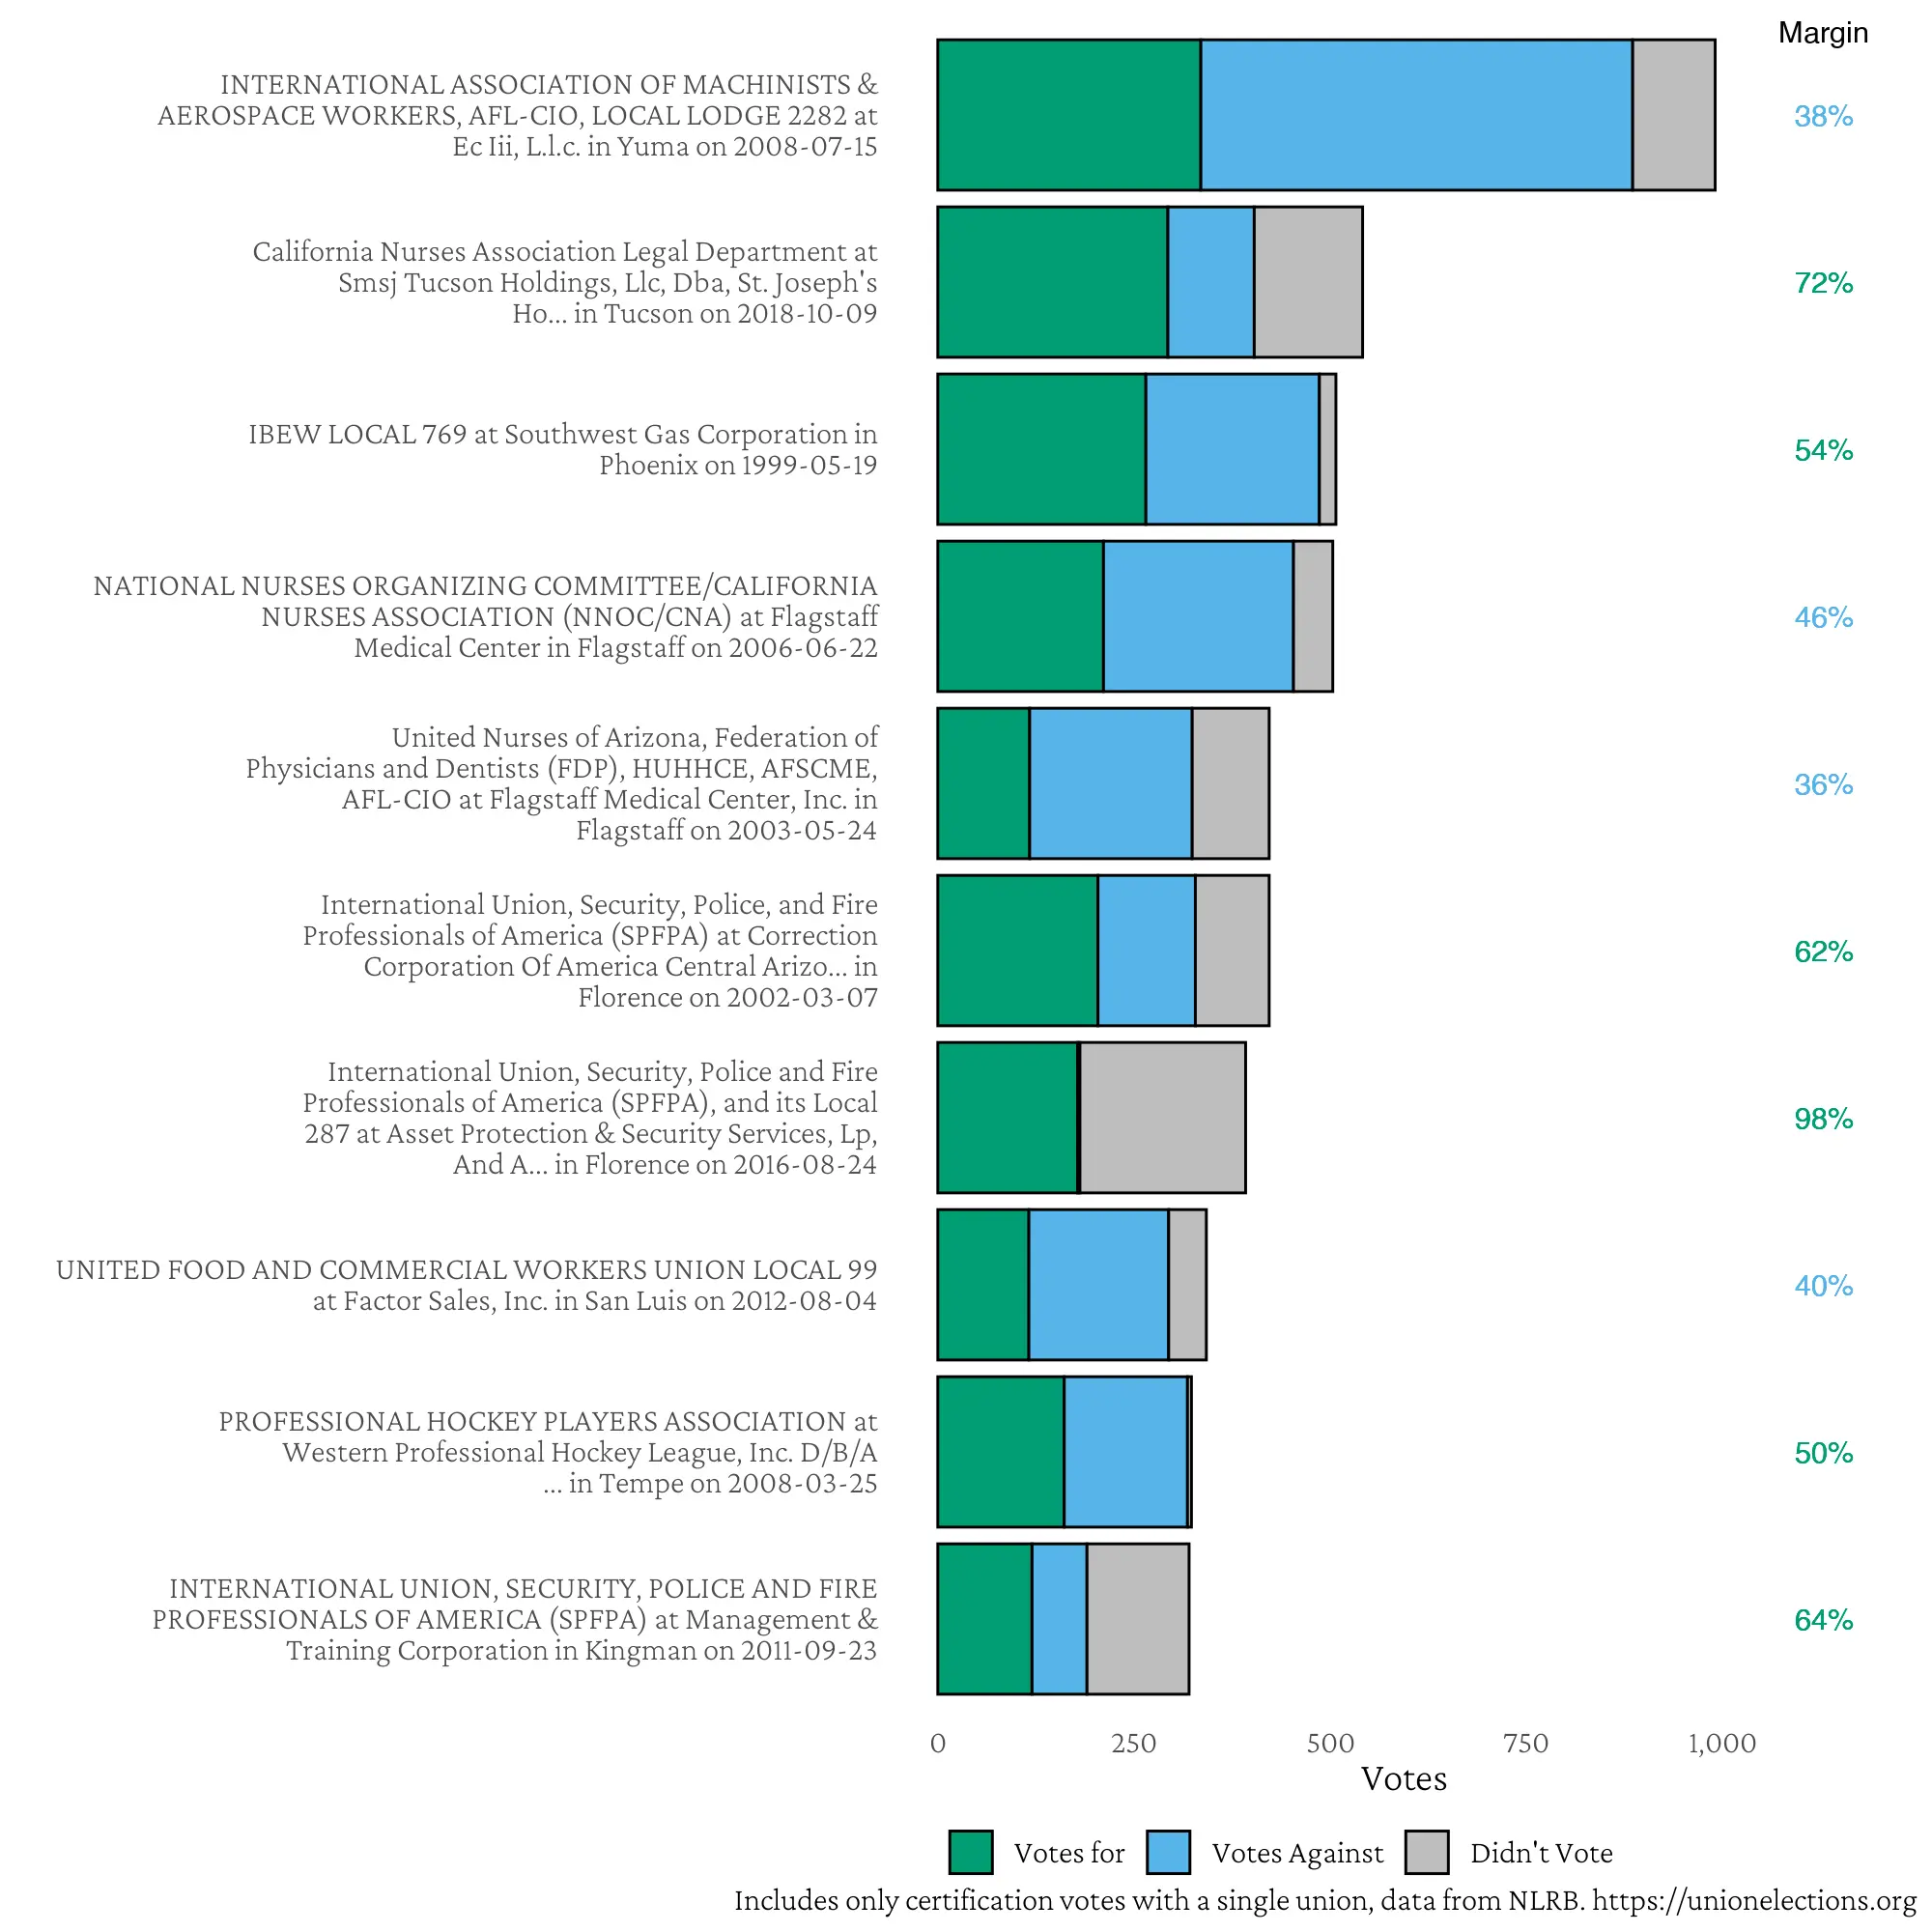 Margin
INTERNATIONAL ASSOCIATION OF MACHINISTS &
AEROSPACE WORKERS, AFL-CIO, LOCAL LODGE 2282 at
Ec Iii, L.l.c. in Yuma on 2008-07-15
38%
California Nurses Association Legal Department at
Smsj Tucson Holdings, Llc, Dba, St. Joseph's
Ho... in Tucson on 2018-10-09
72%
IBEW LOCAL 769 at Southwest Gas Corporation in
Phoenix on 1999-05-19
54%
NATIONAL NURSES ORGANIZING COMMITTEE/CALIFORNIA
NURSES ASSOCIATION (NNOC/CNA) at Flagstaff
Medical Center in Flagstaff on 2006-06-22
46%
United Nurses of Arizona, Federation of
Physicians and Dentists (FDP), HUHHCE, AFSCME,
AFL-CIO at Flagstaff Medical Center, Inc. in
Flagstaff on 2003-05-24
36%
International Union, Security, Police, and Fire
Professionals of America (SPFPA) at Correction
Corporation Of America Central Arizo... in
Florence on 2002-03-07
62%
International Union, Security, Police and Fire
Professionals of America (SPFPA), and its Local
287 at Asset Protection & Security Services, Lp,
And A... in Florence on 2016-08-24
98%
UNITED FOOD AND COMMERCIAL WORKERS UNION LOCAL 99
at Factor Sales, Inc. in San Luis on 2012-08-04
40%
PROFESSIONAL HOCKEY PLAYERS ASSOCIATION at
Western Professional Hockey League, Inc. D/B/A
... in Tempe on 2008-03-25
50%
INTERNATIONAL UNION, SECURITY, POLICE AND FIRE
PROFESSIONALS OF AMERICA (SPFPA) at Management &
Training Corporation in Kingman on 2011-09-23
64%
0 250 500 750 1,000
Votes
Votes for Votes Against Didn't Vote
Includes only certification votes with a single union, data from NLRB. https://unionelections.org